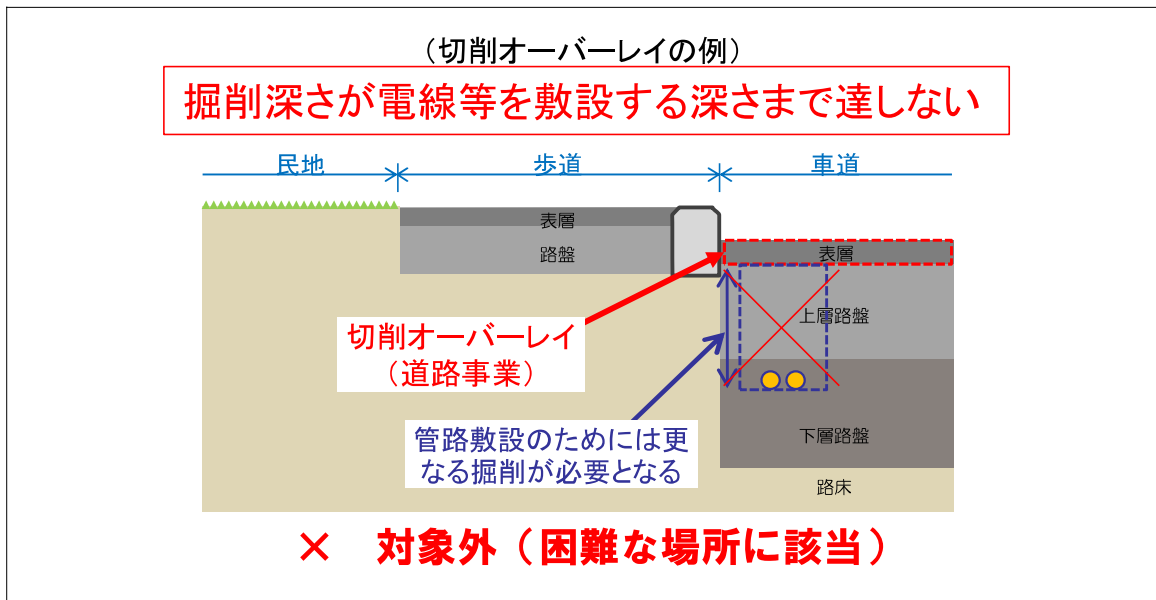 （切削オーバーレイの例）
掘削深さが電線等を敷設する深さまで達しない
民地
歩道
車道
表層
路盤
表層
上層路盤
切削オーバーレイ
（道路事業）
管路敷設のためには更
なる掘削が必要となる
下層路盤
路床
×　対象外（困難な場所に該当）